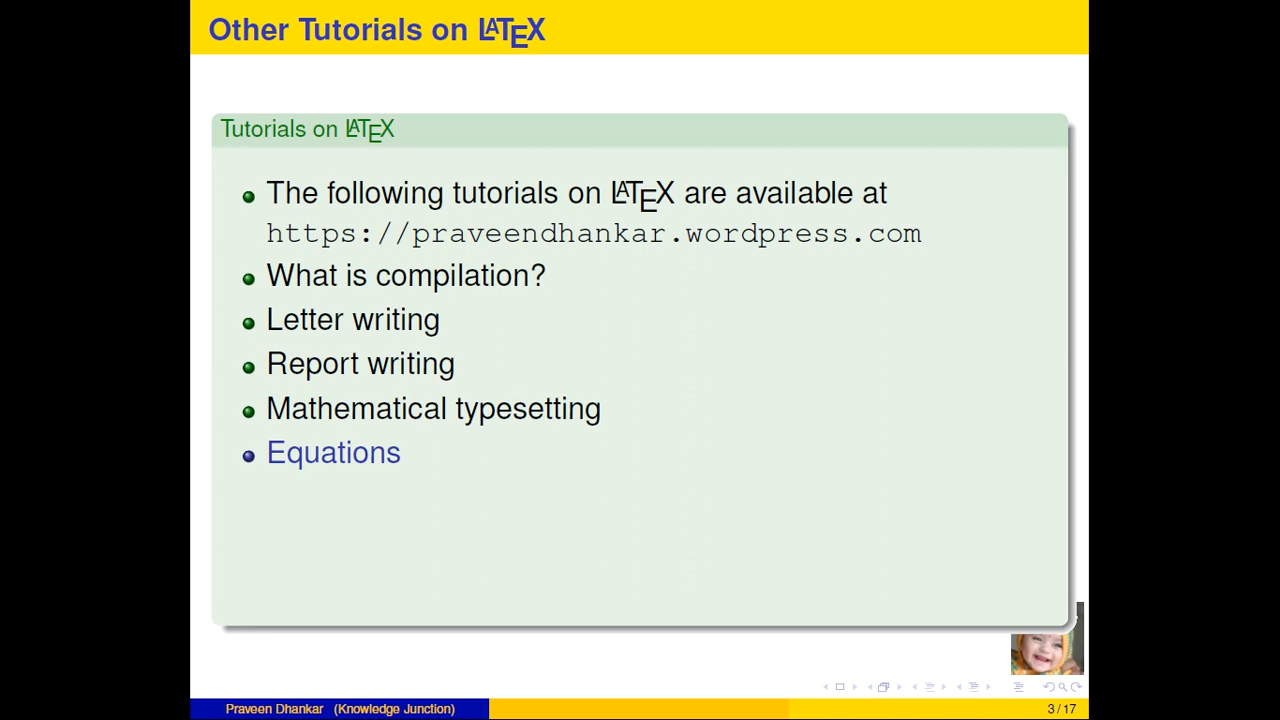 Other Tutorials on LATEX
Tutorials on LATEX
The following tutorials on LATEX are available at
https://praveendhankar.wordpress.com
What is compilation?
Letter writing
Report writing
Mathematical typesetting
Equations
Praveen Dhankar (Knowledge Junction)
3 / 17